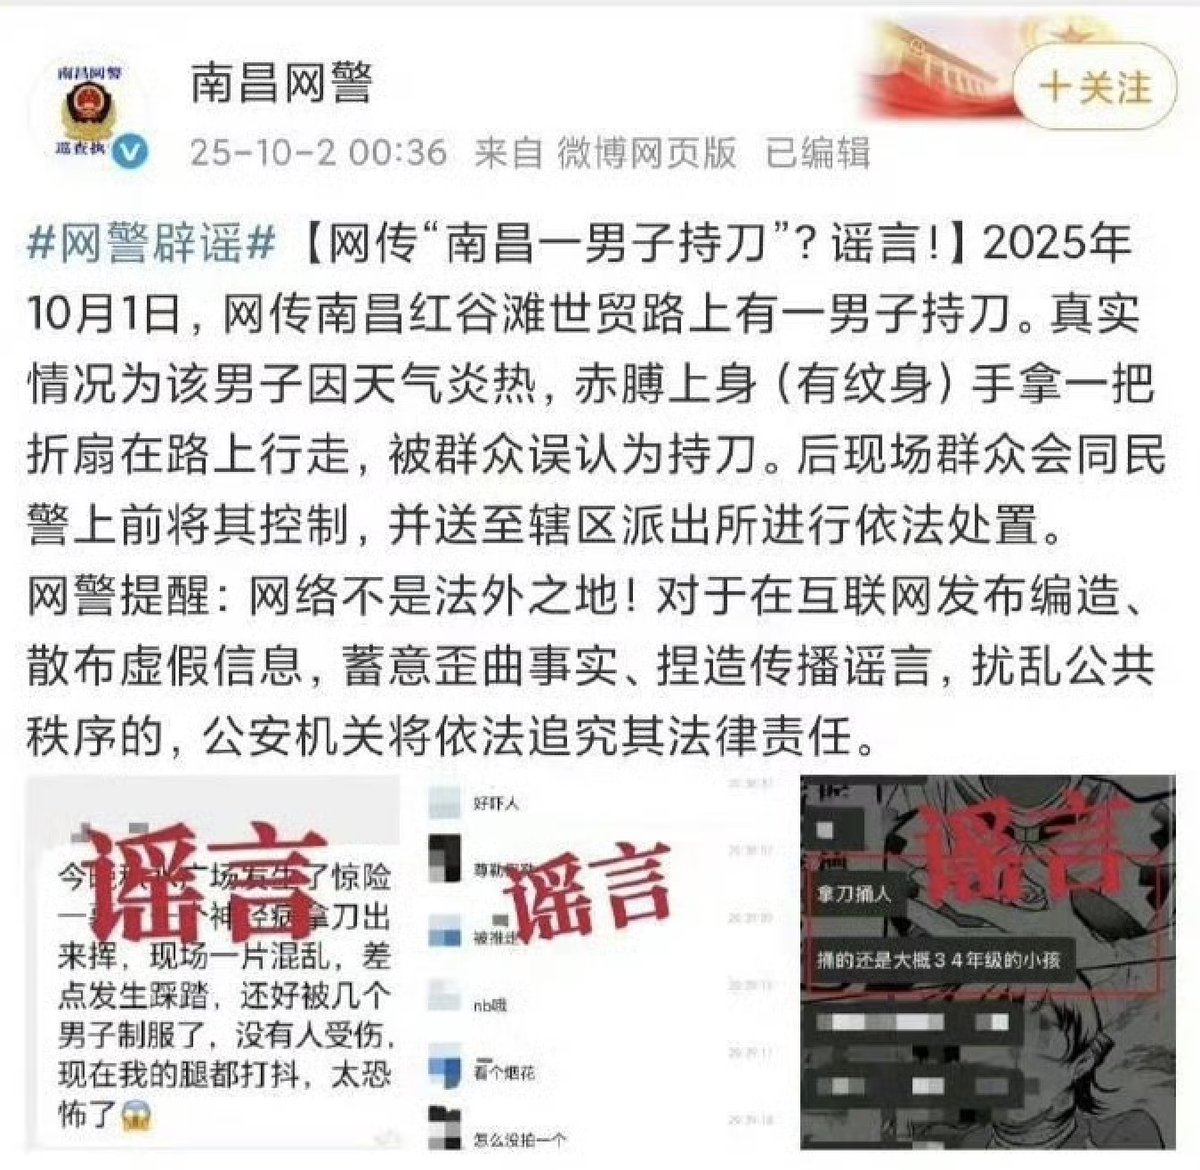 南昌网警
巡查执
南昌网警
25-10-2 00:36 来自 微博网页版 已编辑
十关注
#网警辟谣#【网传“南昌一男子持刀”？谣言！】2025年
10月1日，网传南昌红谷滩世贸路上有一男子持刀。真实
情况为该男子因天气炎热，赤膊上身（有纹身）手拿一把
折扇在路上行走，被群众误认为持刀。后现场群众会同民
警上前将其控制，并送至辖区派出所进行依法处置。
网警提醒：网络不是法外之地！对于在互联网发布编造、
散布虚假信息，蓄意歪曲事实、捏造传播谣言，扰乱公共
秩序的，公安机关将依法追究其法律责任。
谣言
广场发生了惊险
一 个神经病拿刀出
来挥，现场一片混乱，差
点发生踩踏，还好被几个
男子制服了，没有人受伤，
现在我的腿都打抖，太恐
怖了😱
好吓人
谣言
被推
nb哦
看个烟花
怎么没拍一个
谣言
拿刀捅人
捅的还是大概3 4年级的小孩